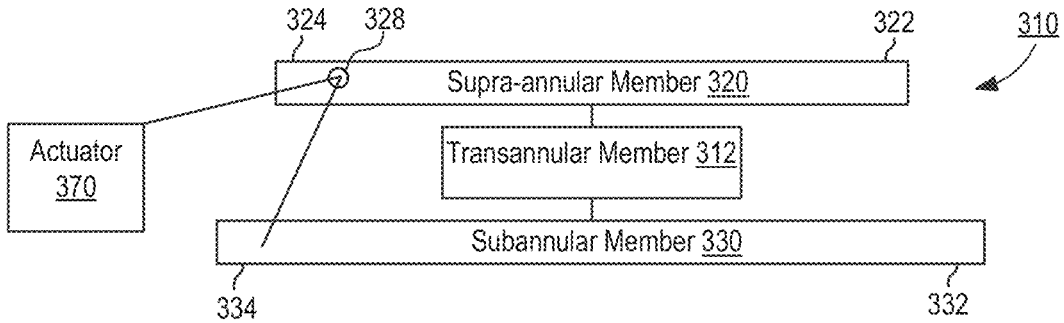 324
328
322
310
Supra-annular Member 320
Actuator
370
Transannular Member 312
Subannular Member 330
334
332